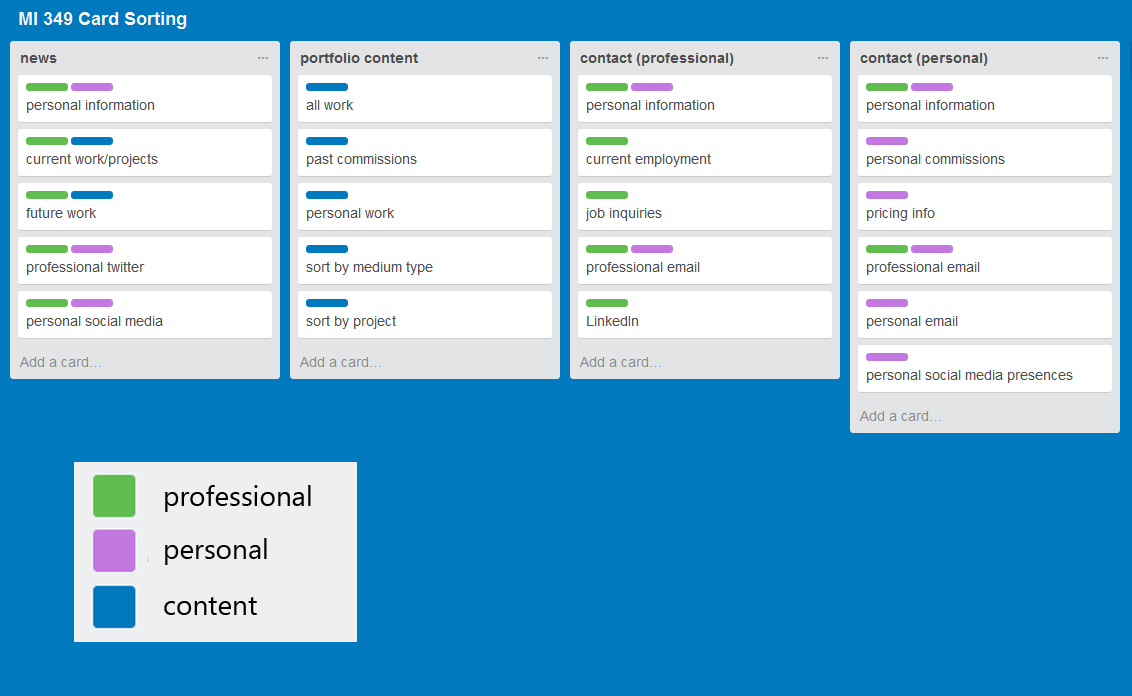 MI 349 Card Sorting
news
personal information
current work/projects
future work
professional twitter
personal social media
Add a card...
portfolio content
all work
past commissions
personal work
sort by medium type
sort by project
Add a card...
contact (professional)
personal information
current employment
job inquiries
professional email
LinkedIn
Add a card...
contact (personal)
personal information
personal commissions
pricing info
professional email
personal email
personal social media presences
Add a card...
professional
personal
content